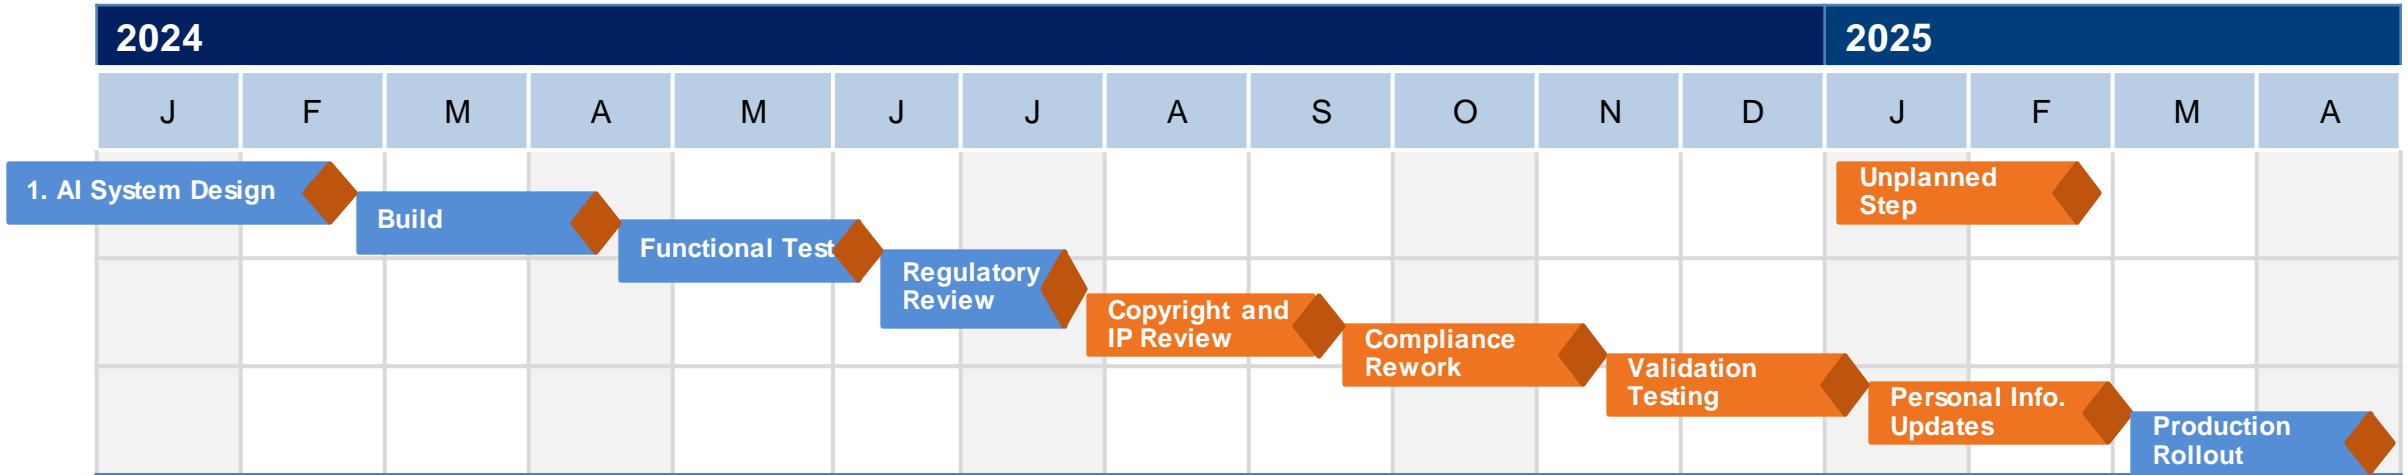 2024 2025
J F M A M J J A S O N D J F M A
1. AI System Design
Unplanned
Step
Build
Functional Test
Regulatory
Review
Copyright and
IP Review
Compliance
Rework
Validation
Testing
Personal Info.
Updates
Production
Rollout